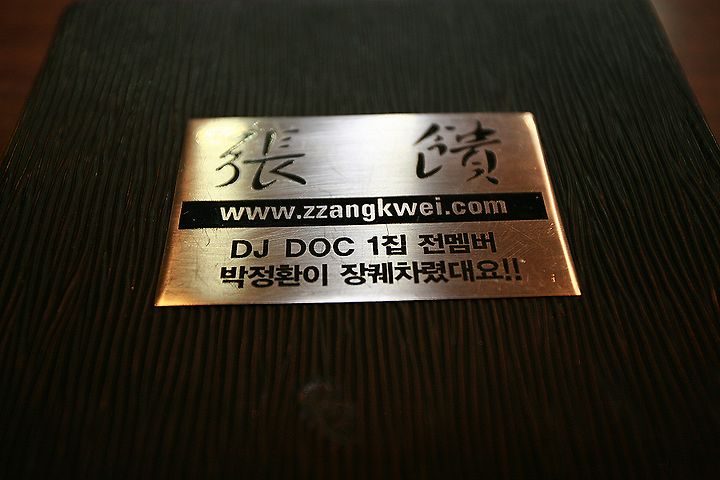 張 饋
www.zzangkwei.com
DJ DOC 1집 전멤버
박정환이 장퀘차렸대요!!